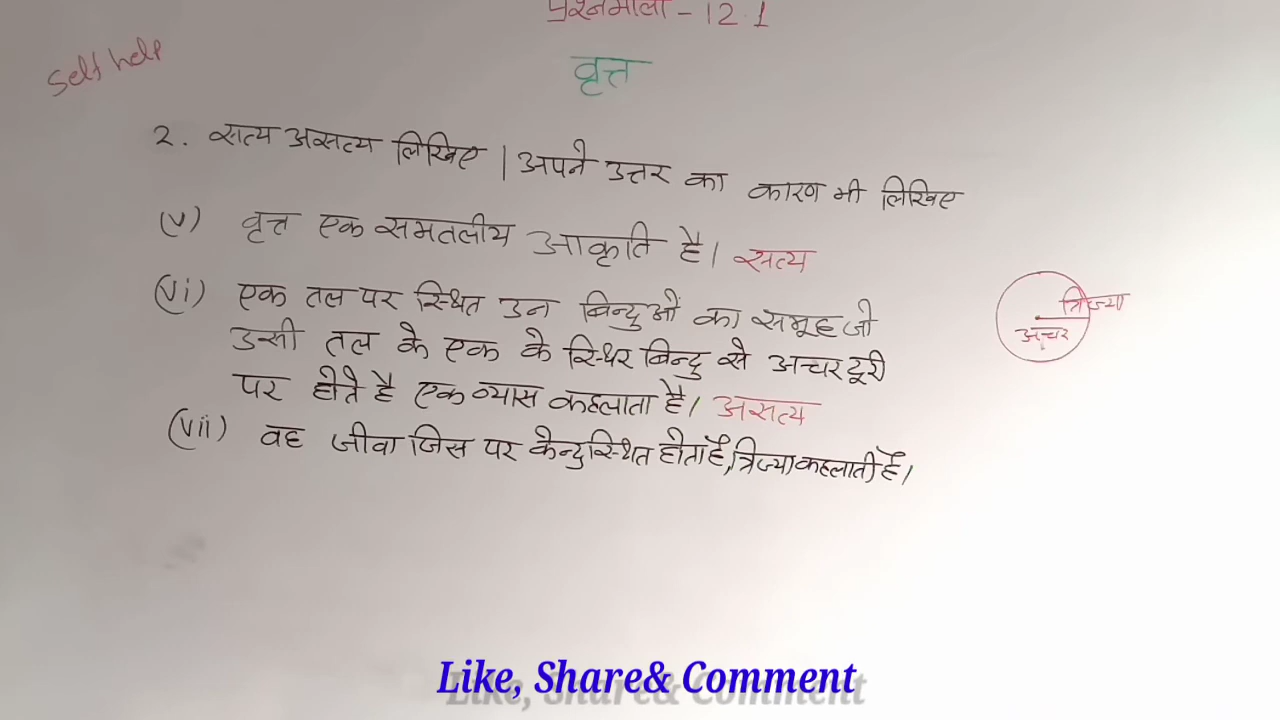 प्रश्नमाला - 12.1
Self help
वृत्त
2. सत्य असत्य लिखिए | अपने उत्तर का कारण भी लिखिए
(v) वृत्त एक समतलीय आकृति है। सत्य
(vi) एक तल पर स्थित उन बिन्दुओं का समूह जो
उसी तल के एक के स्थिर बिन्दु से अचर दूरी
पर होते है एक व्यास कहलाता है। असत्य
(vii) वह जीवा जिस पर केन्द्र स्थित होता है, त्रिज्या कहलाती है।
त्रिज्या
अचर
Like, Share& Comment